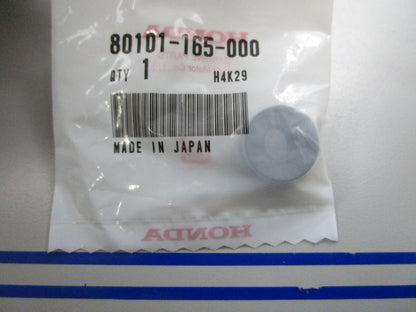 HONDA
80101-165-000
QTY 1 H4K29
MADE IN JAPAN
HONDA